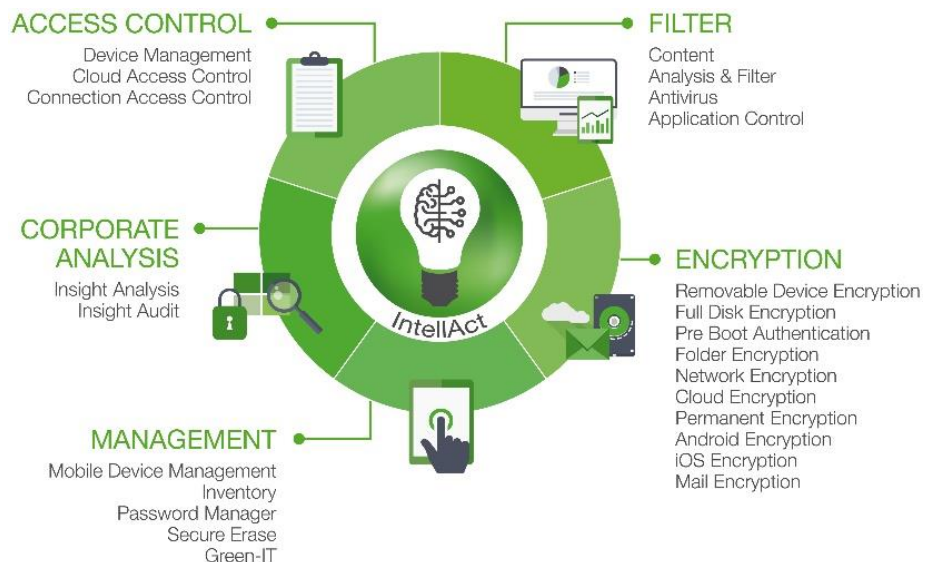 ACCESS CONTROL
Device Management
Cloud Access Control
Connection Access Control
FILTER
Content
Analysis & Filter
Antivirus
Application Control
CORPORATE
ANALYSIS
Insight Analysis
Insight Audit
IntellAct
ENCRYPTION
Removable Device Encryption
Full Disk Encryption
Pre Boot Authentication
Folder Encryption
Network Encryption
Cloud Encryption
Permanent Encryption
Android Encryption
iOS Encryption
Mail Encryption
MANAGEMENT
Mobile Device Management
Inventory
Password Manager
Secure Erase
Green-IT